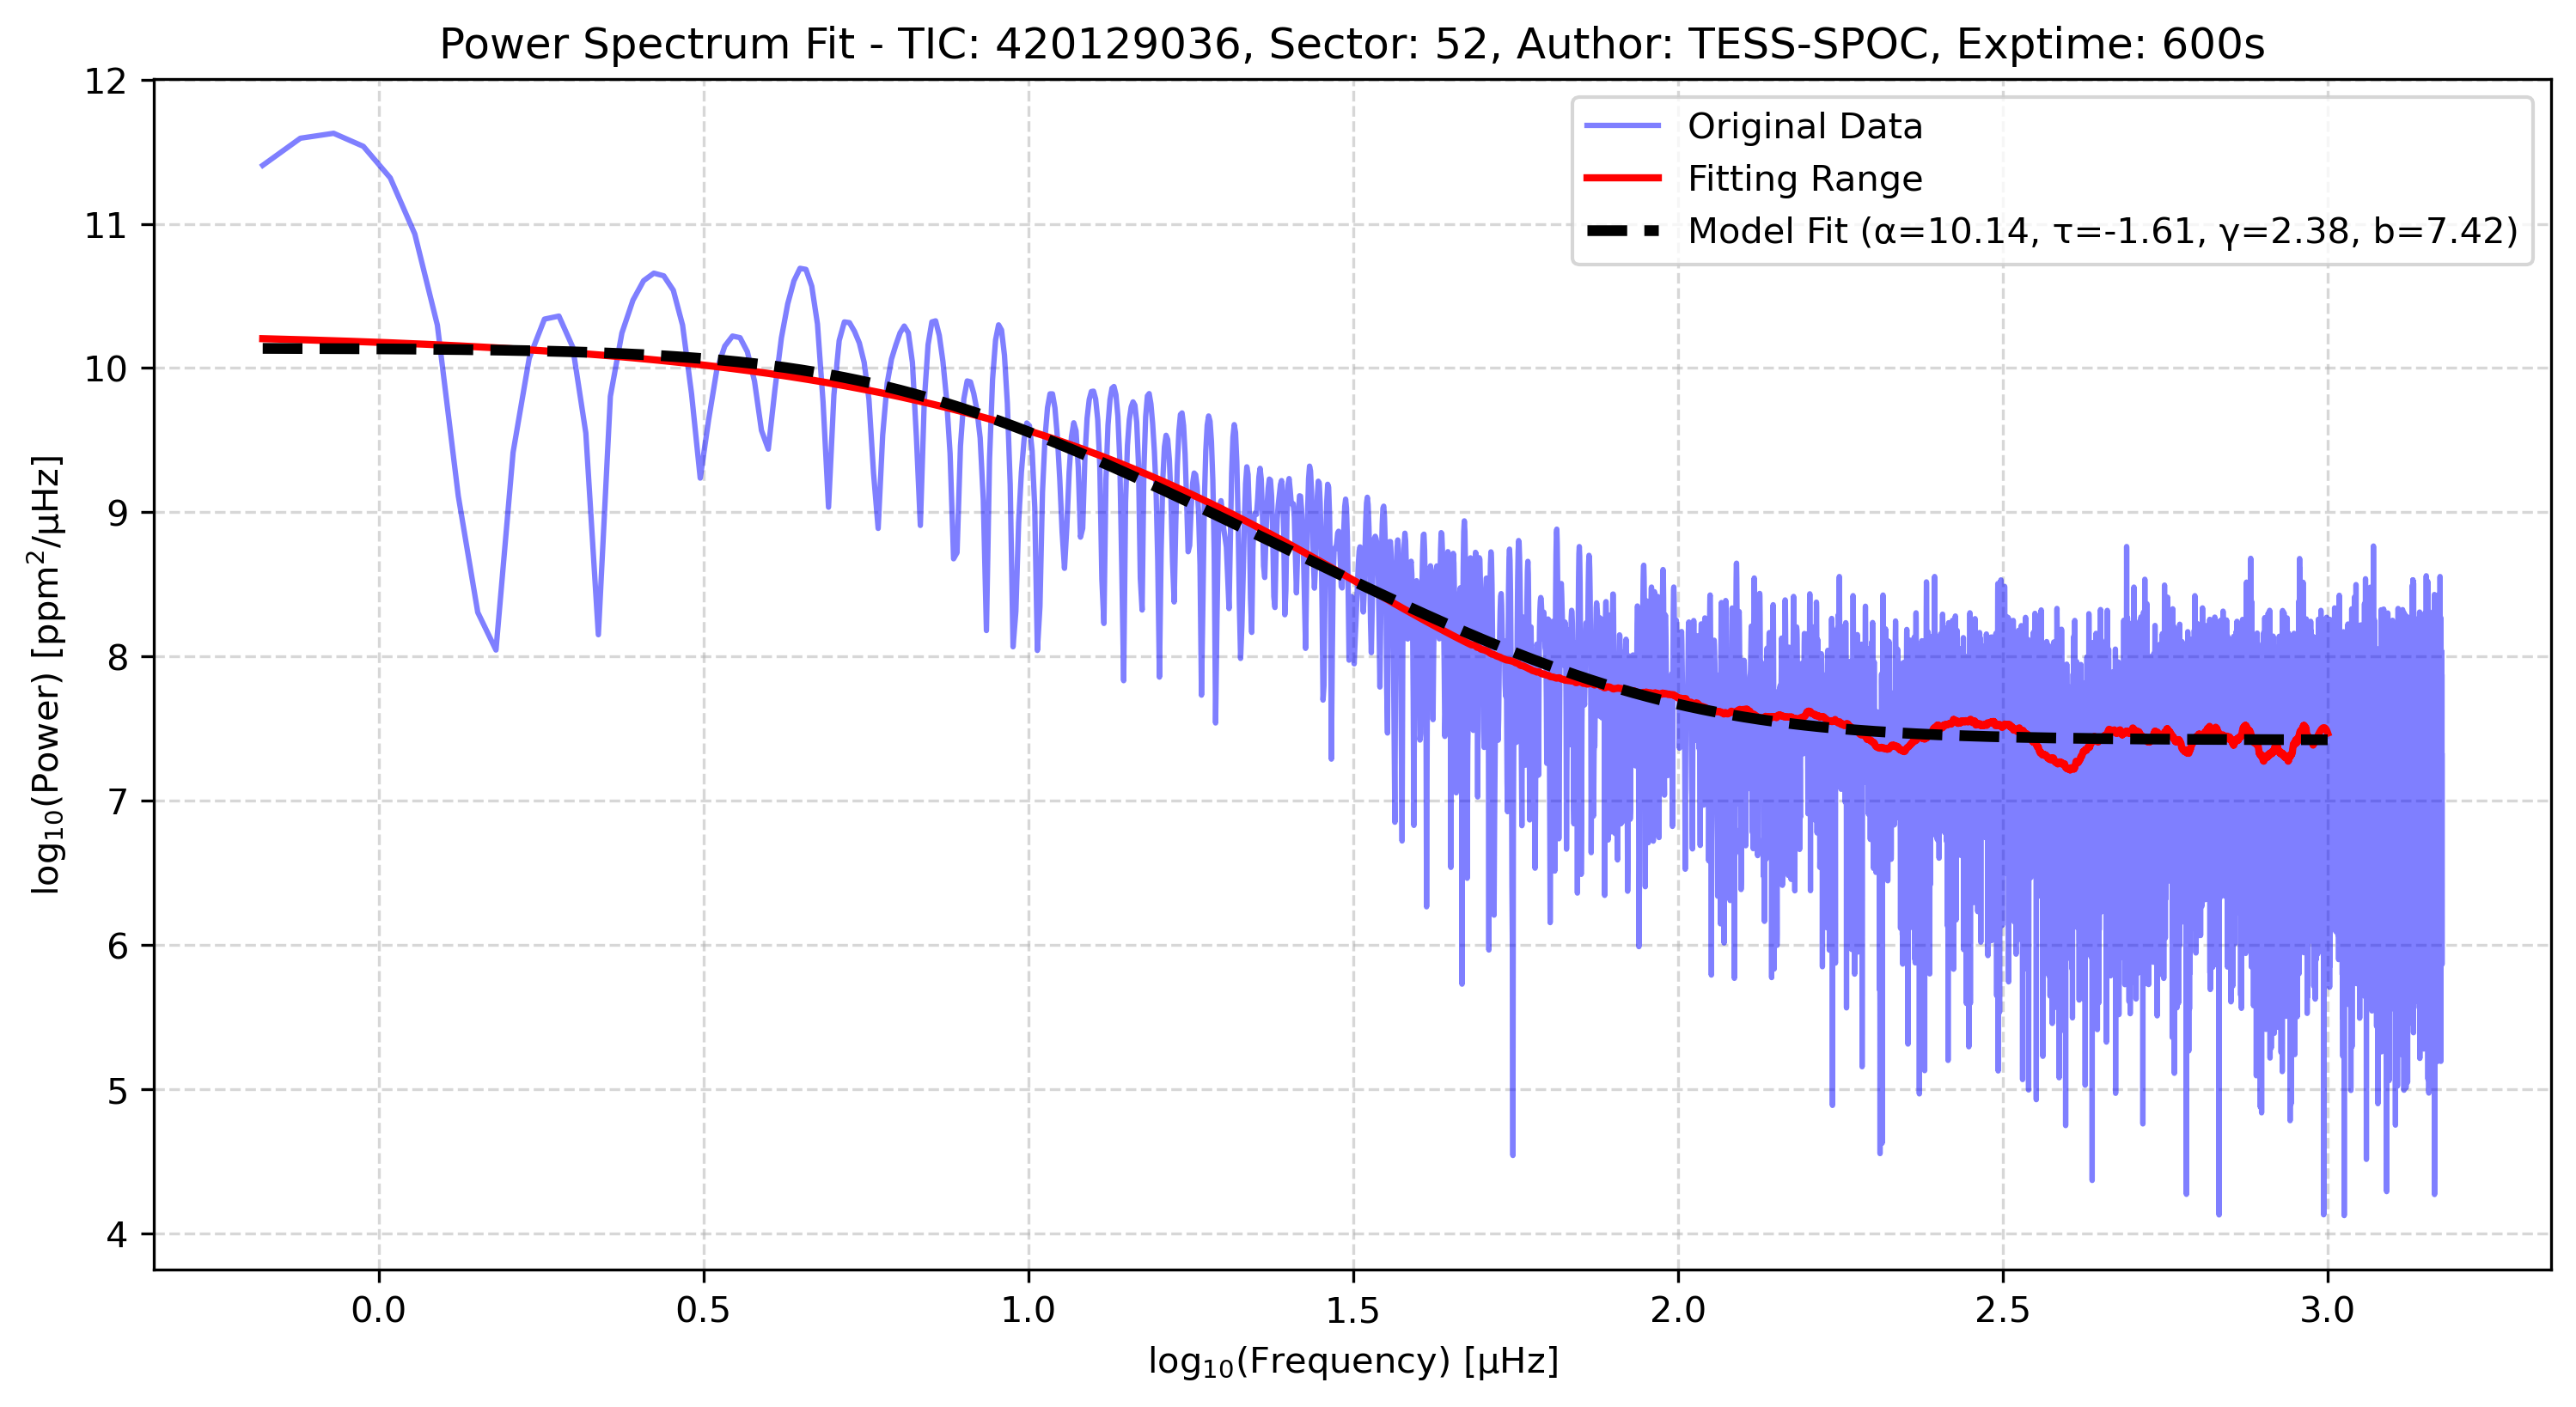 Power Spectrum Fit - TIC: 420129036, Sector: 52, Author: TESS-SPOC, Exptime: 600s
Original Data
Fitting Range
Model Fit (α=10.14, τ=-1.61, γ=2.38, b=7.42)
log₁₀(Power) [ppm²/μHz]
12
11
10
9
8
7
6
5
4
0.0 0.5 1.0 1.5 2.0 2.5 3.0
log₁₀(Frequency) [μHz]